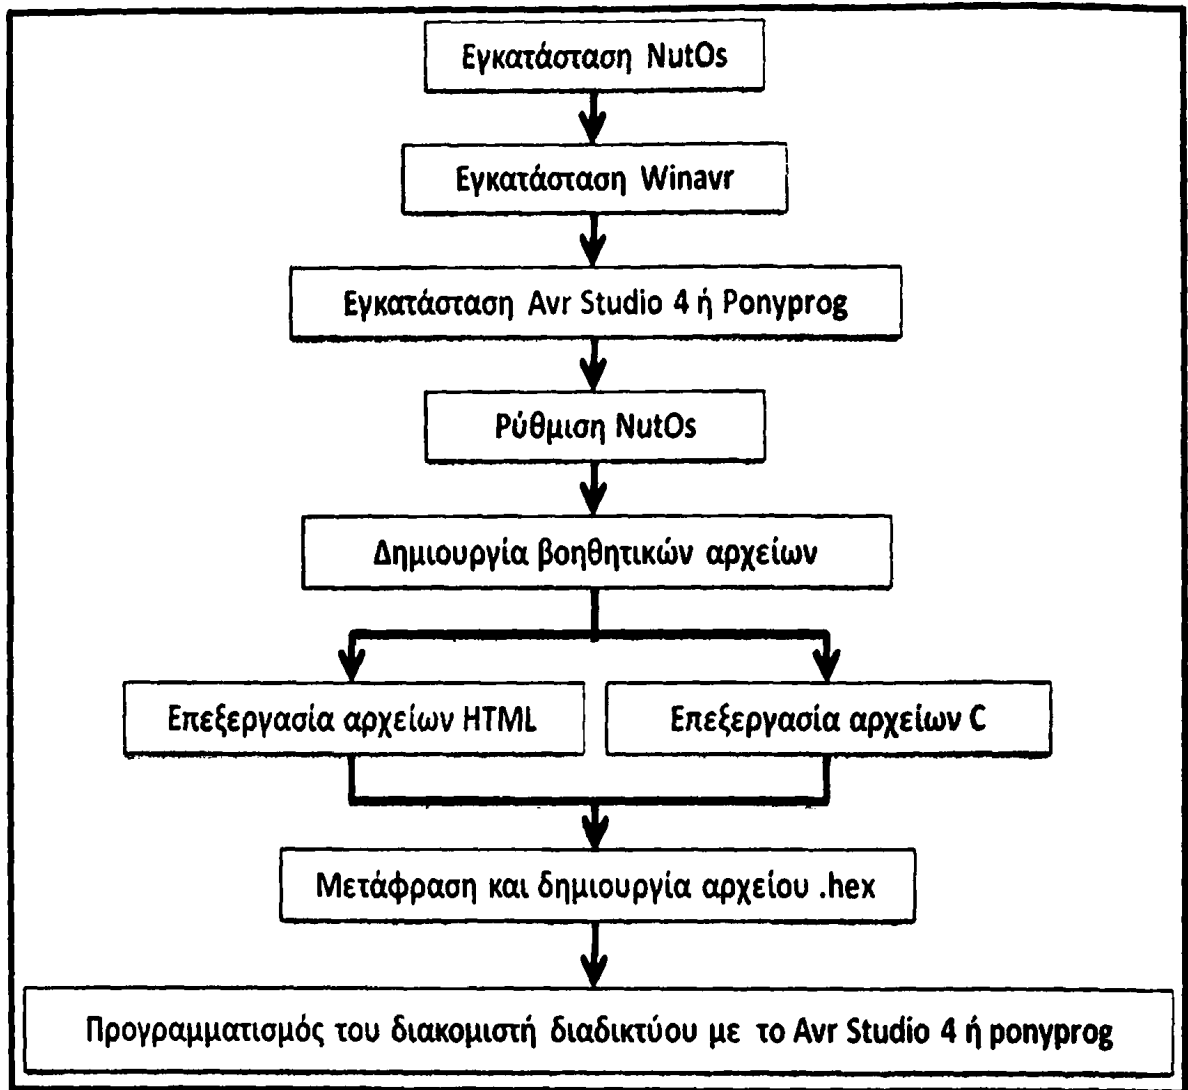 Εγκατάσταση NutOs
Εγκατάσταση Winavr
Εγκατάσταση Avr Studio 4 ή Ponyprog
Ρύθμιση NutOs
Δημιουργία βοηθητικών αρχείων
Επεξεργασία αρχείων HTML
Επεξεργασία αρχείων C
Μετάφραση και δημιουργία αρχείου .hex
Προγραμματισμός του διακομιστή διαδικτύου με το Avr Studio 4 ή ponyprog